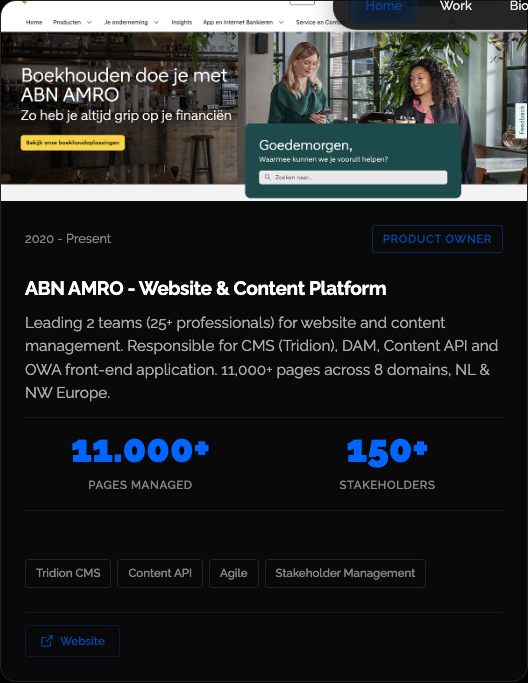 Home Work
Home Producten Je onderneming Insights App en Internet Bankieren Service en
Boekhouden doe je met
ABN AMRO
Zo heb je altijd grip op je financiën
Bekijk onze boekhoudoplossingen
Feedback
Goedemorgen,
Waarmee kunnen we je vooruit helpen?
Zoeken naar...
2020 - Present
PRODUCT OWNER
ABN AMRO - Website & Content Platform
Leading 2 teams (25+ professionals) for website and content
management. Responsible for CMS (Tridion), DAM, Content API and
OWA front-end application. 11,000+ pages across 8 domains, NL &
NW Europe.
11.000+ 150+
PAGES MANAGED STAKEHOLDERS
Tridion CMS Content API Agile Stakeholder Management
Website